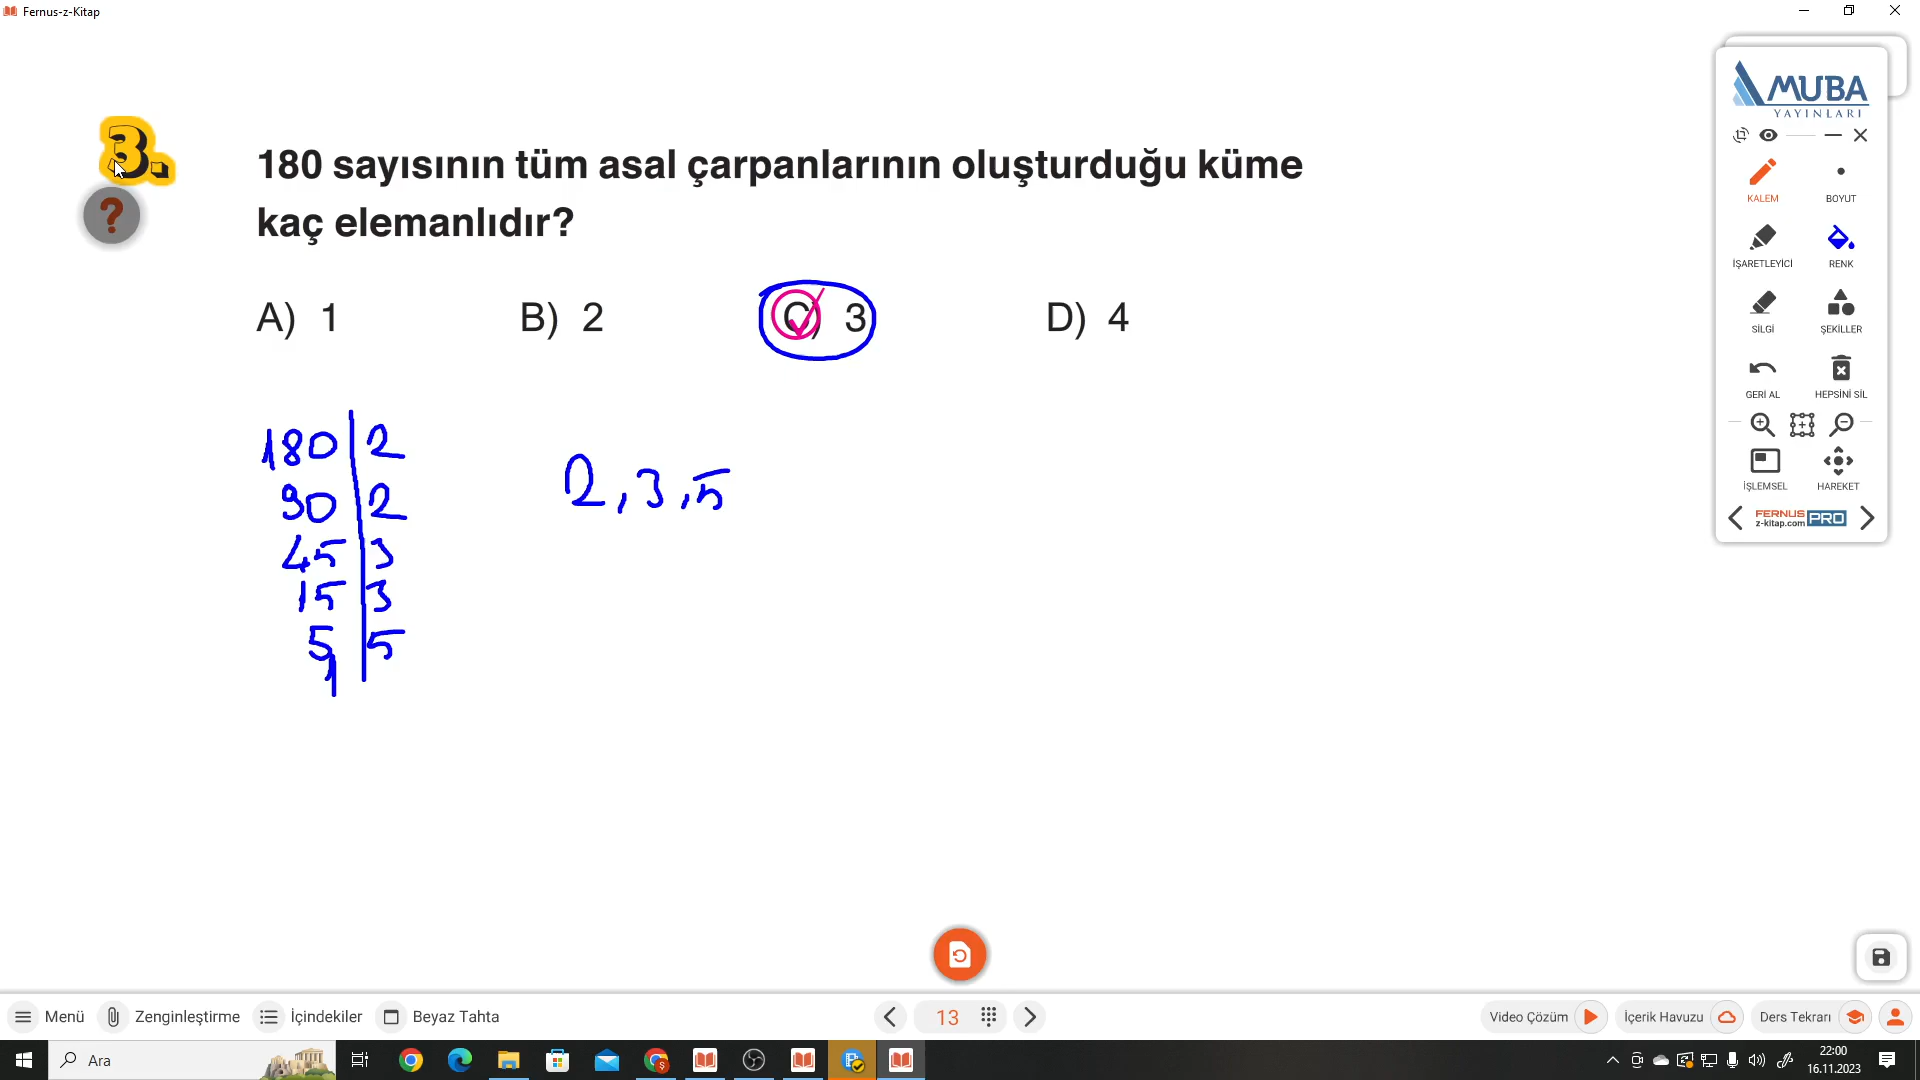 Fernus-z-Kitap
MUBA
YAYINLARI
3.
?
180 sayısının tüm asal çarpanlarının oluşturduğu küme
kaç elemanlıdır?
A) 1 B) 2 C) 3 D) 4
180 2
90 2
45 3
15 3
5 5
1
2, 3, 5
KALEM BOYUT
İŞARETLEYİCİ RENK
SİLGİ ŞEKİLLER
GERİ AL HEPSİNİ SİL
İŞLEMSEL HAREKET
FERNUS
z-kitap.com PRO
Menü Zenginleştirme İçindekiler Beyaz Tahta 13 Video Çözüm İçerik Havuzu Ders Tekrarı
Ara
22:00
16.11.2023